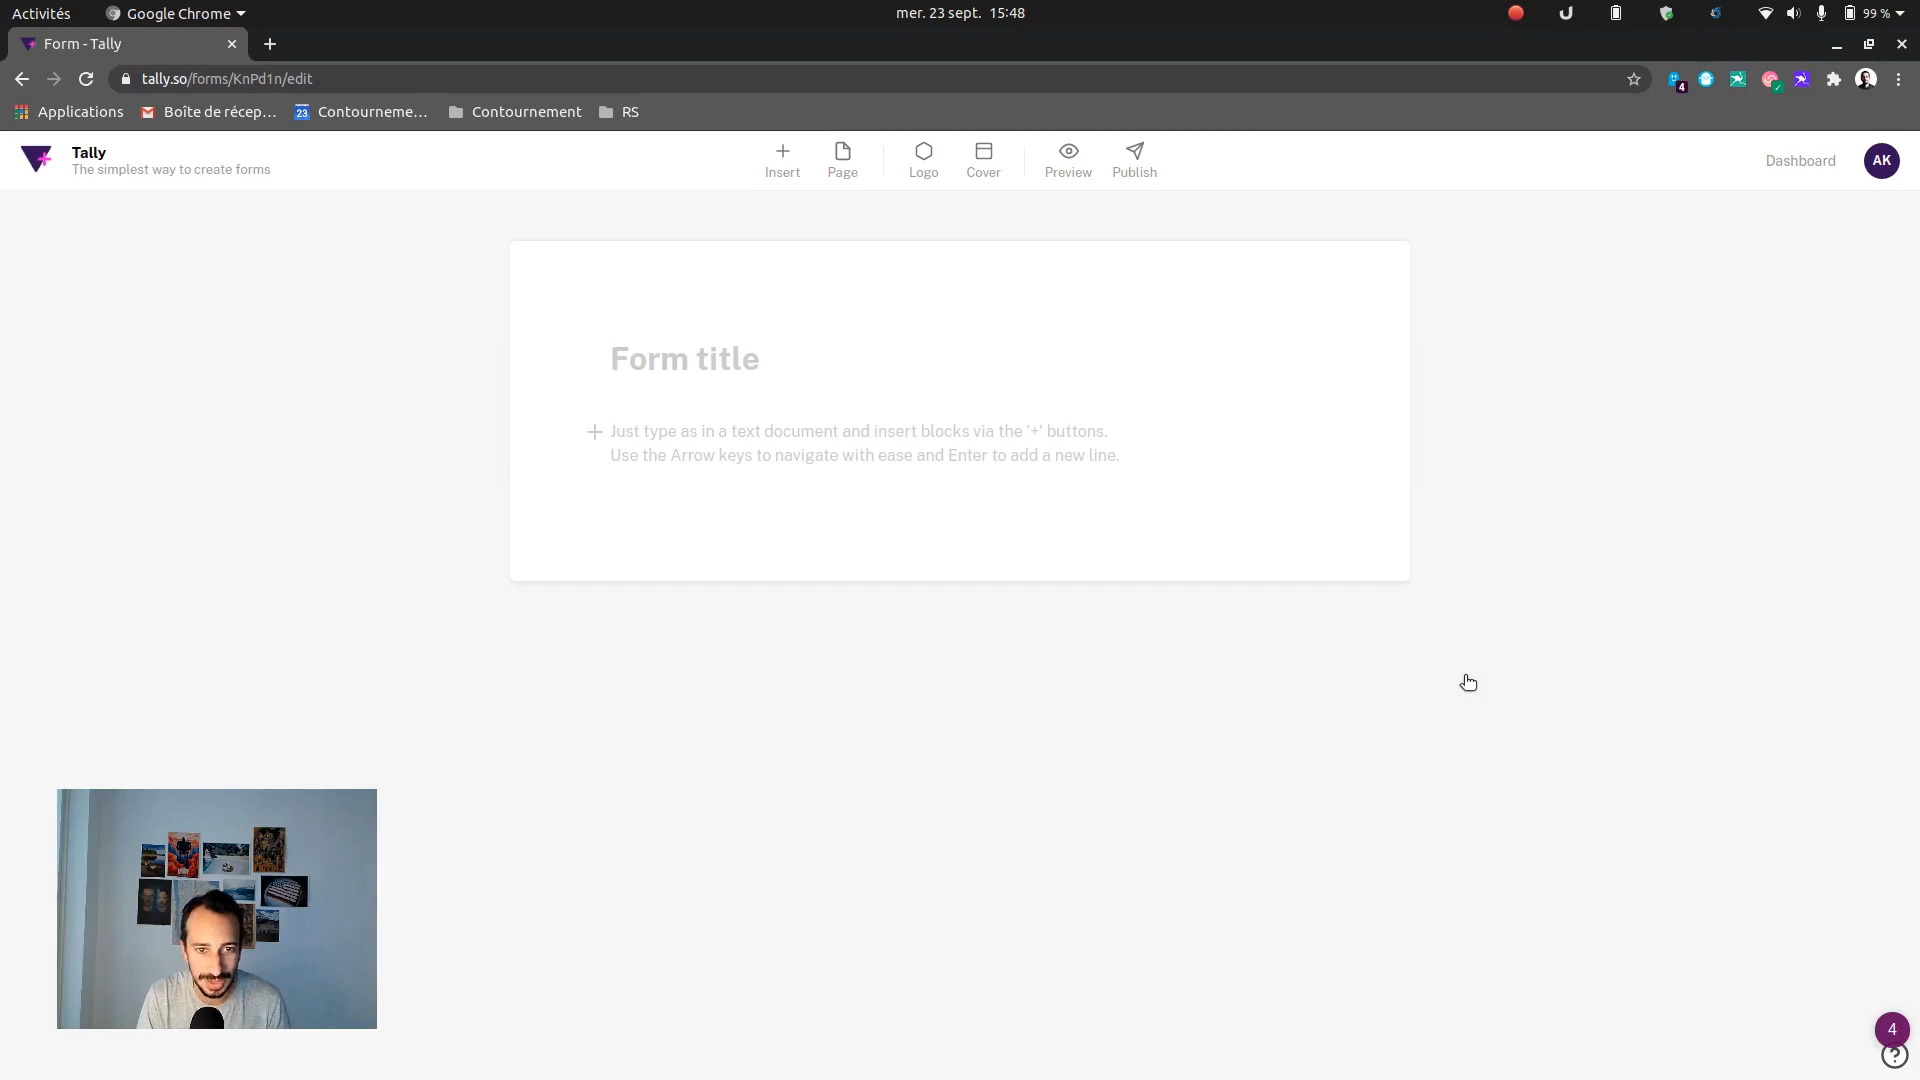 Activités
Google Chrome
mer. 23 sept. 15:48
99 %
Form - Tally
tally.so/forms/KnPd1n/edit
4
Applications
Boîte de récep...
23
Contourneme...
Contournement
RS
Tally
The simplest way to create forms
Insert
Page
Logo
Cover
Preview
Publish
Dashboard
AK
Form title
Just type as in a text document and insert blocks via the '+' buttons.
Use the Arrow keys to navigate with ease and Enter to add a new line.
4
?